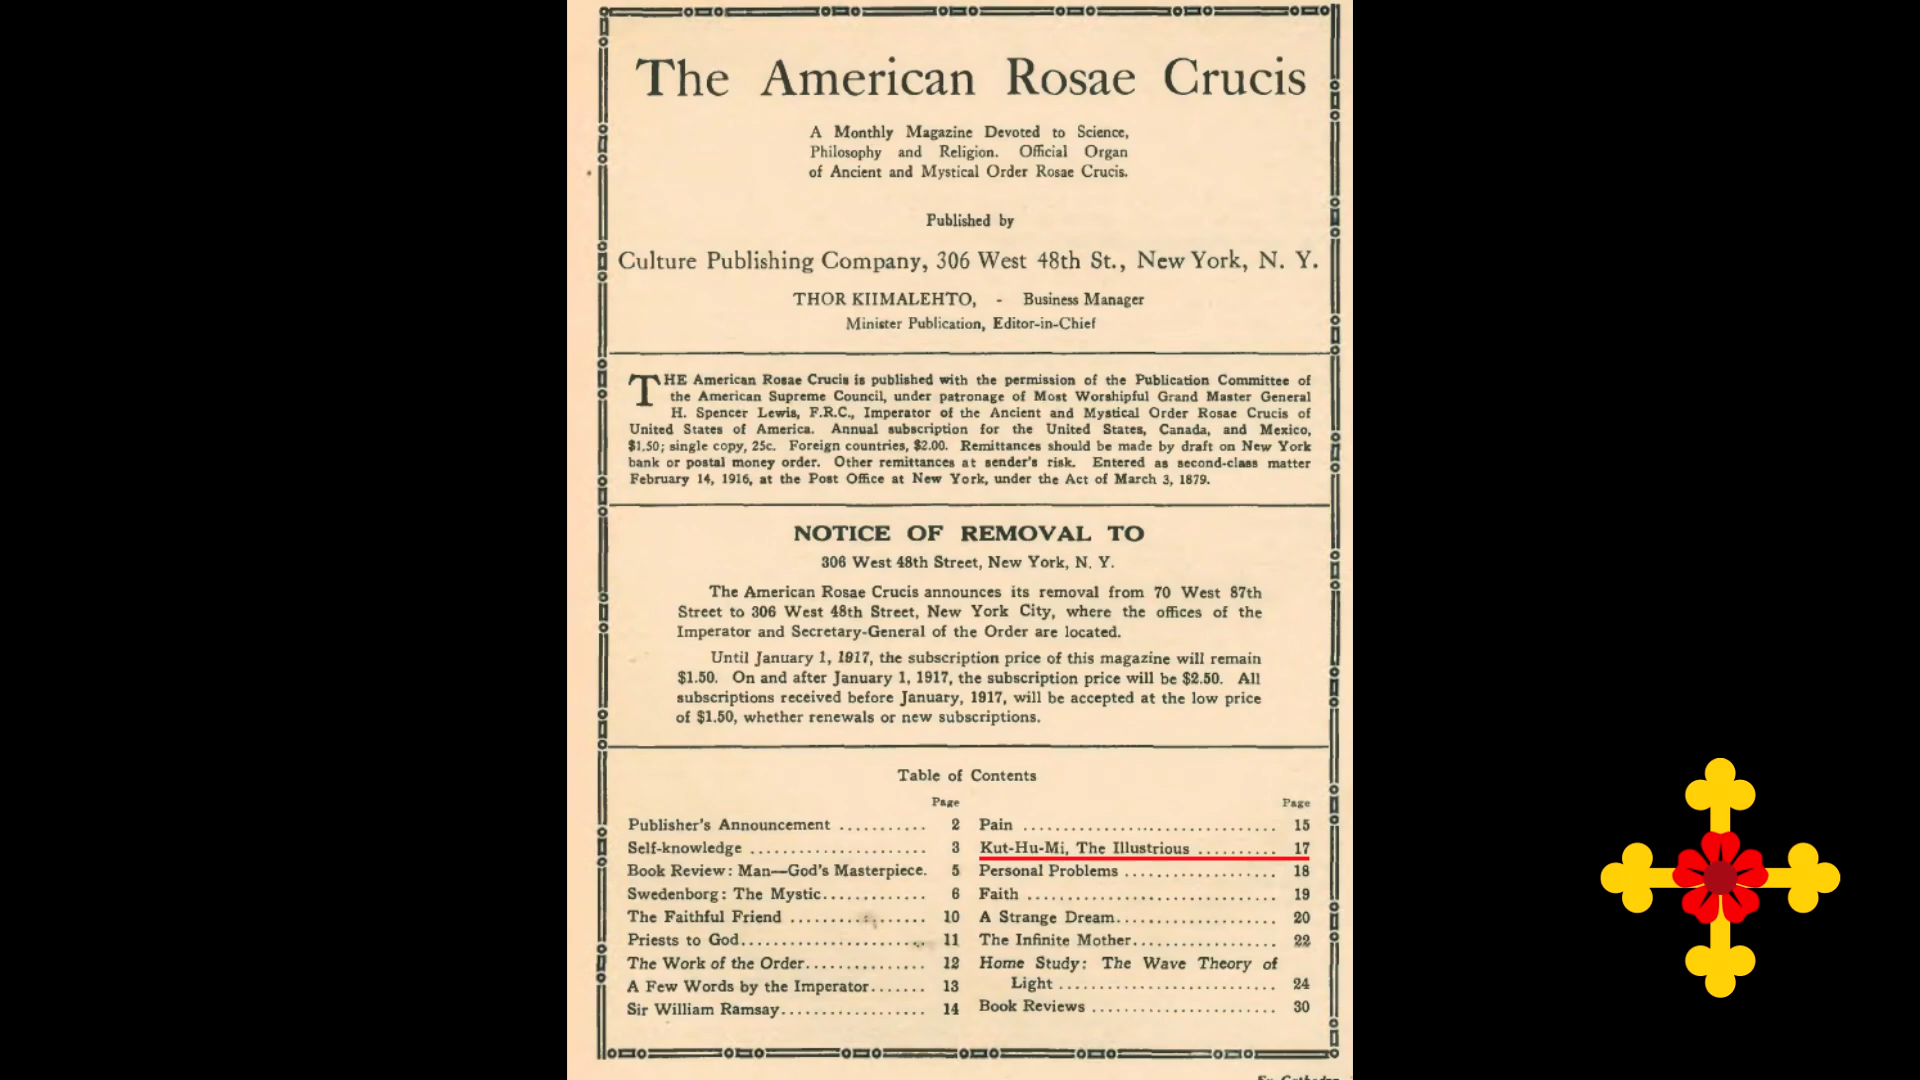 The American Rosae Crucis
A Monthly Magazine Devoted to Science,
Philosophy and Religion. Official Organ
of Ancient and Mystical Order Rosae Crucis.
Published by
Culture Publishing Company, 306 West 48th St., New York, N. Y.
THOR KIIMALEHTO, - Business Manager
Minister Publication, Editor-in-Chief
THE American Rosae Crucis is published with the permission of the Publication Committee of
the American Supreme Council, under patronage of Most Worshipful Grand Master General
H. Spencer Lewis, F.R.C., Imperator of the Ancient and Mystical Order Rosae Crucis of
United States of America. Annual subscription for the United States, Canada, and Mexico,
$1.50; single copy, 25c. Foreign countries, $2.00. Remittances should be made by draft on New York
bank or postal money order. Other remittances at sender's risk. Entered as second-class matter
February 14, 1916, at the Post Office at New York, under the Act of March 3, 1879.
NOTICE OF REMOVAL TO
306 West 48th Street, New York, N. Y.
The American Rosae Crucis announces its removal from 70 West 87th
Street to 306 West 48th Street, New York City, where the offices of the
Imperator and Secretary-General of the Order are located.
Until January 1, 1917, the subscription price of this magazine will remain
$1.50. On and after January 1, 1917, the subscription price will be $2.50. All
subscriptions received before January, 1917, will be accepted at the low price
of $1.50, whether renewals or new subscriptions.
Table of Contents
Page
Publisher's Announcement ........... 2
Self-knowledge ...................... 3
Book Review: Man—God's Masterpiece. 5
Swedenborg: The Mystic............. 6
The Faithful Friend ................. 10
Priests to God....................... 11
The Work of the Order............... 12
A Few Words by the Imperator....... 13
Sir William Ramsay.................. 14
Page
Pain ................................ 15
Kut-Hu-Mi, The Illustrious .......... 17
Personal Problems ................... 18
Faith ............................... 19
A Strange Dream.................... 20
The Infinite Mother.................. 22
Home Study: The Wave Theory of
Light ........................... 24
Book Reviews ....................... 30